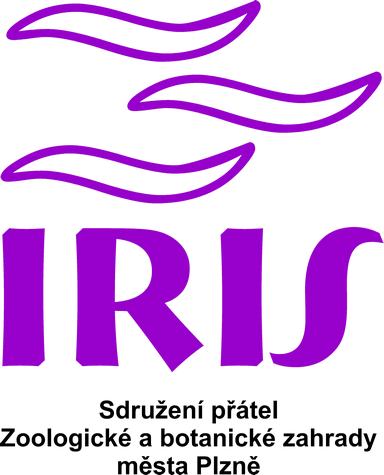 IRIS
Sdružení přátel
Zoologické a botanické zahrady
města Plzně